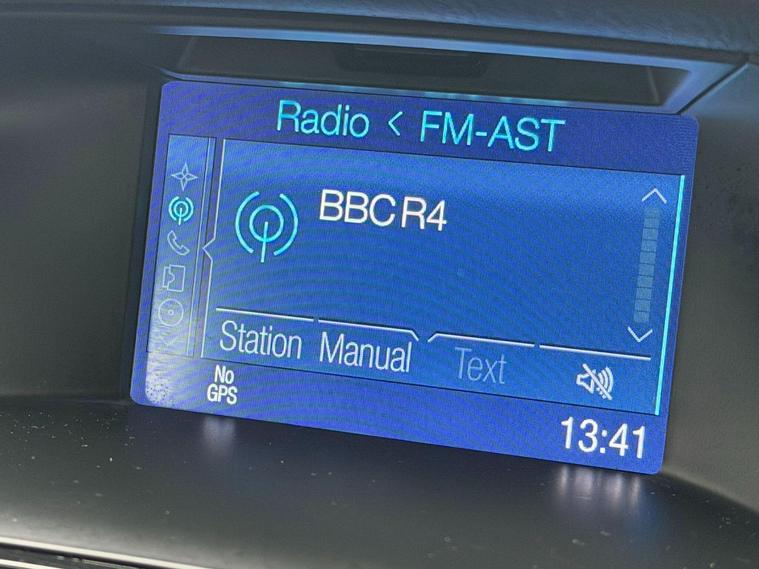 Radio < FM-AST
BBC R4
Station Manual Text
No
GPS
13:41